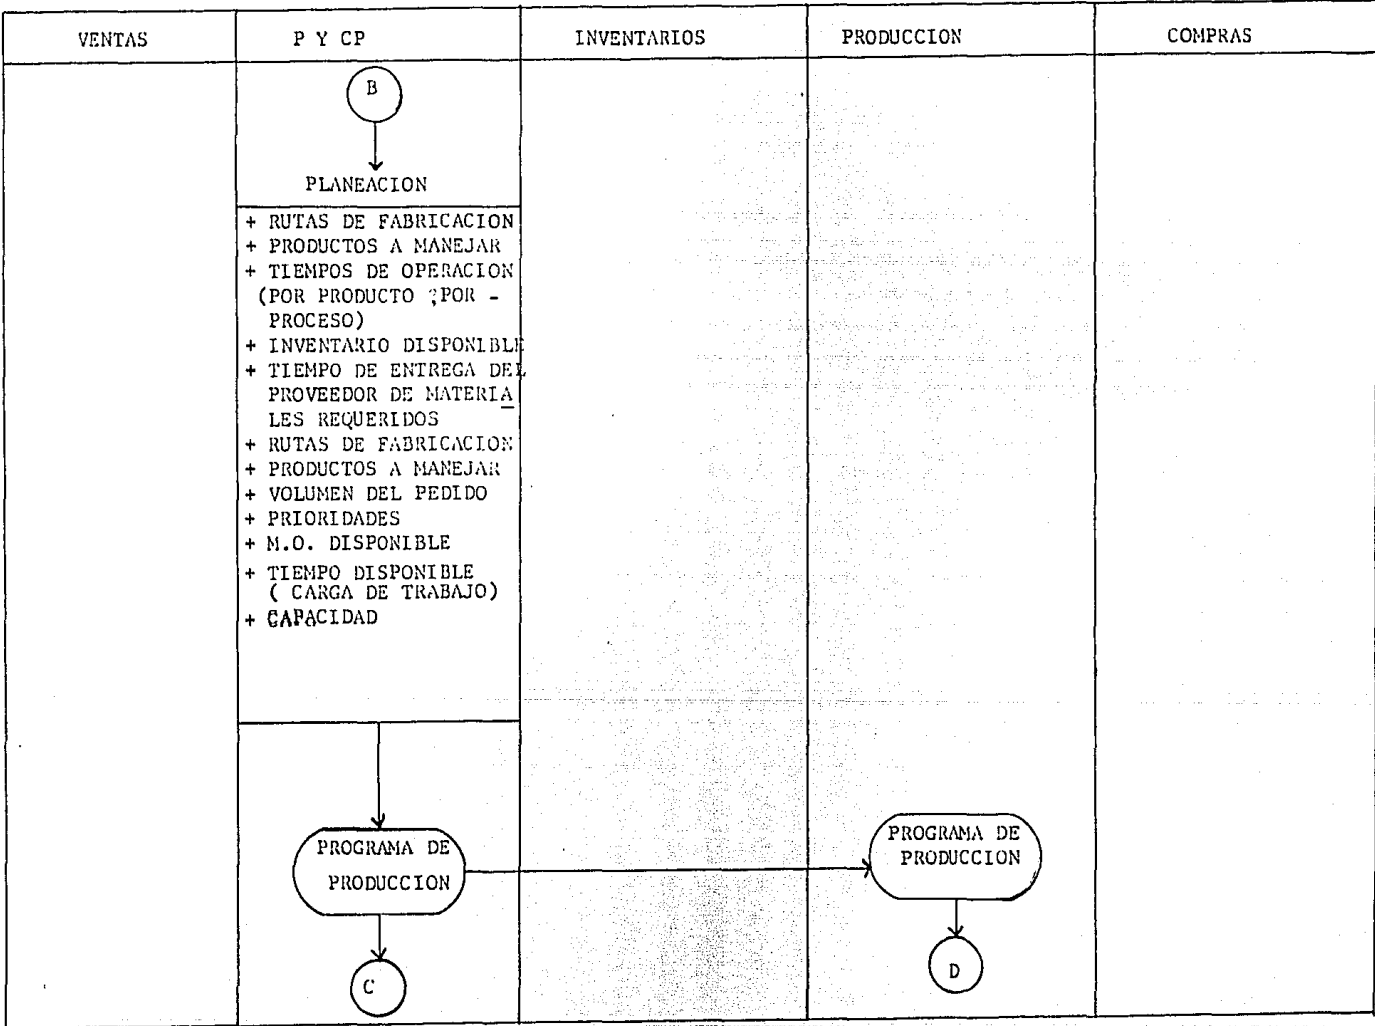 VENTAS
P Y CP
INVENTARIOS
PRODUCCION
COMPRAS
B
PLANEACION
+ RUTAS DE FABRICACION
+ PRODUCTOS A MANEJAR
+ TIEMPOS DE OPERACION
(POR PRODUCTO POR -
PROCESO)
+ INVENTARIO DISPONIBLE
+ TIEMPO DE ENTREGA DEL
PROVEEDOR DE MATERIA
LES REQUERIDOS
+ RUTAS DE FABRICACION
+ PRODUCTOS A MANEJAR
+ VOLUMEN DEL PEDIDO
+ PRIORIDADES
+ M.O. DISPONIBLE
+ TIEMPO DISPONIBLE
( CARGA DE TRABAJO)
+ CAPACIDAD
PROGRAMA DE
PRODUCCION
PROGRAMA DE
PRODUCCION
C
D